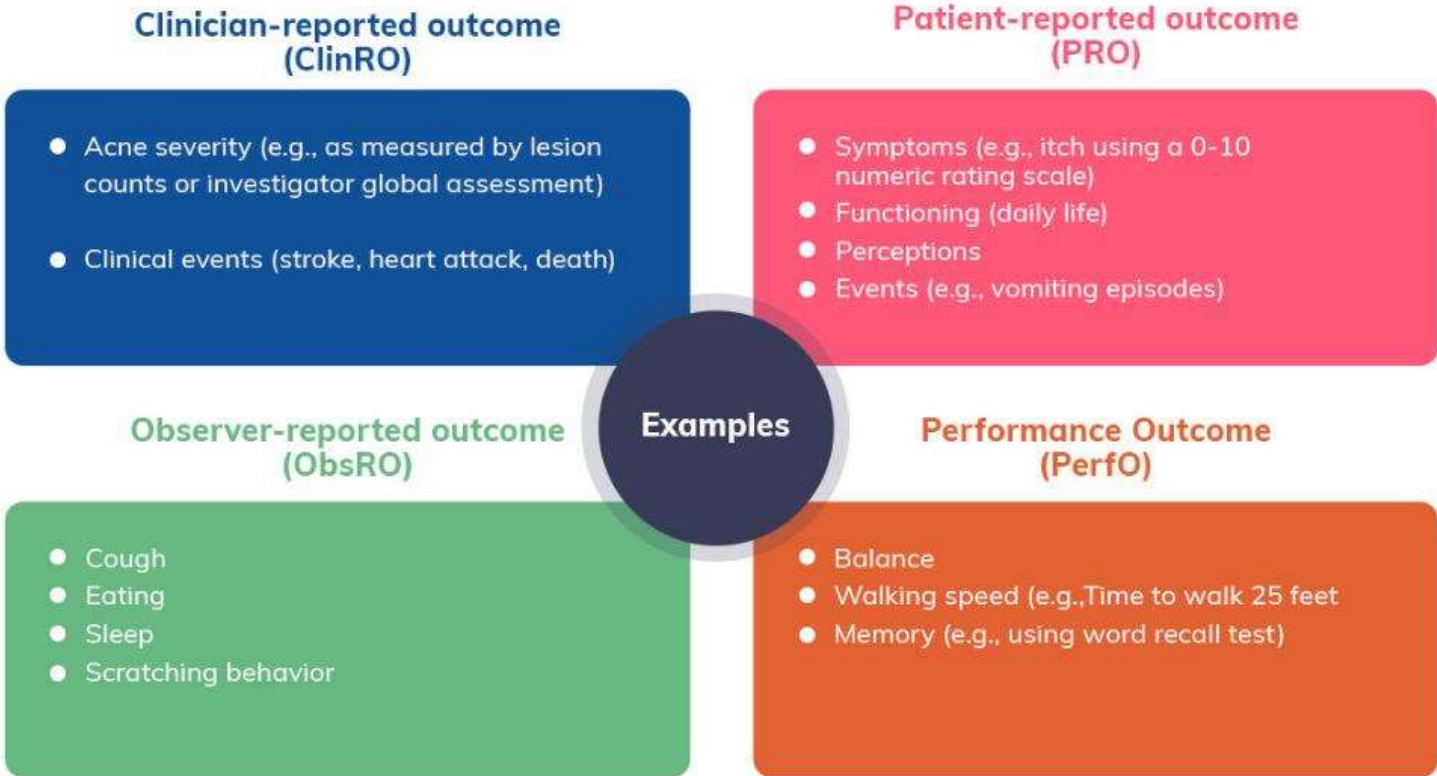 Clinician-reported outcome
(ClinRO)
Acne severity (e.g., as measured by lesion
counts or investigator global assessment)
Clinical events (stroke, heart attack, death)
Patient-reported outcome
(PRO)
Symptoms (e.g., itch using a 0-10
numeric rating scale)
Functioning (daily life)
Perceptions
Events (e.g., vomiting episodes)
Examples
Observer-reported outcome
(ObsRO)
Cough
Eating
Sleep
Scratching behavior
Performance Outcome
(PerfO)
Balance
Walking speed (e.g.,Time to walk 25 feet
Memory (e.g., using word recall test)